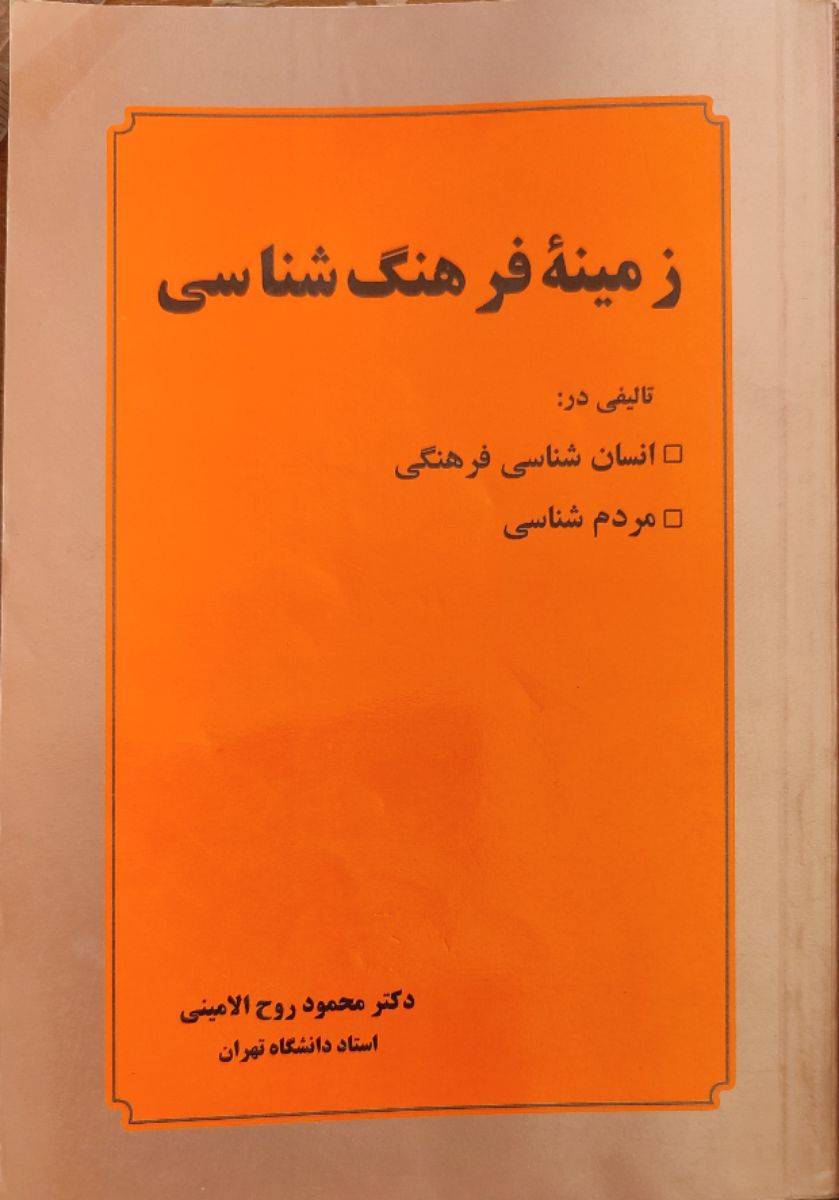 زمینهٔ فرهنگ شناسی
تالیفی در:
□ انسان شناسی فرهنگی
□ مردم شناسی
دکتر محمود روح الامینی
استاد دانشگاه تهران